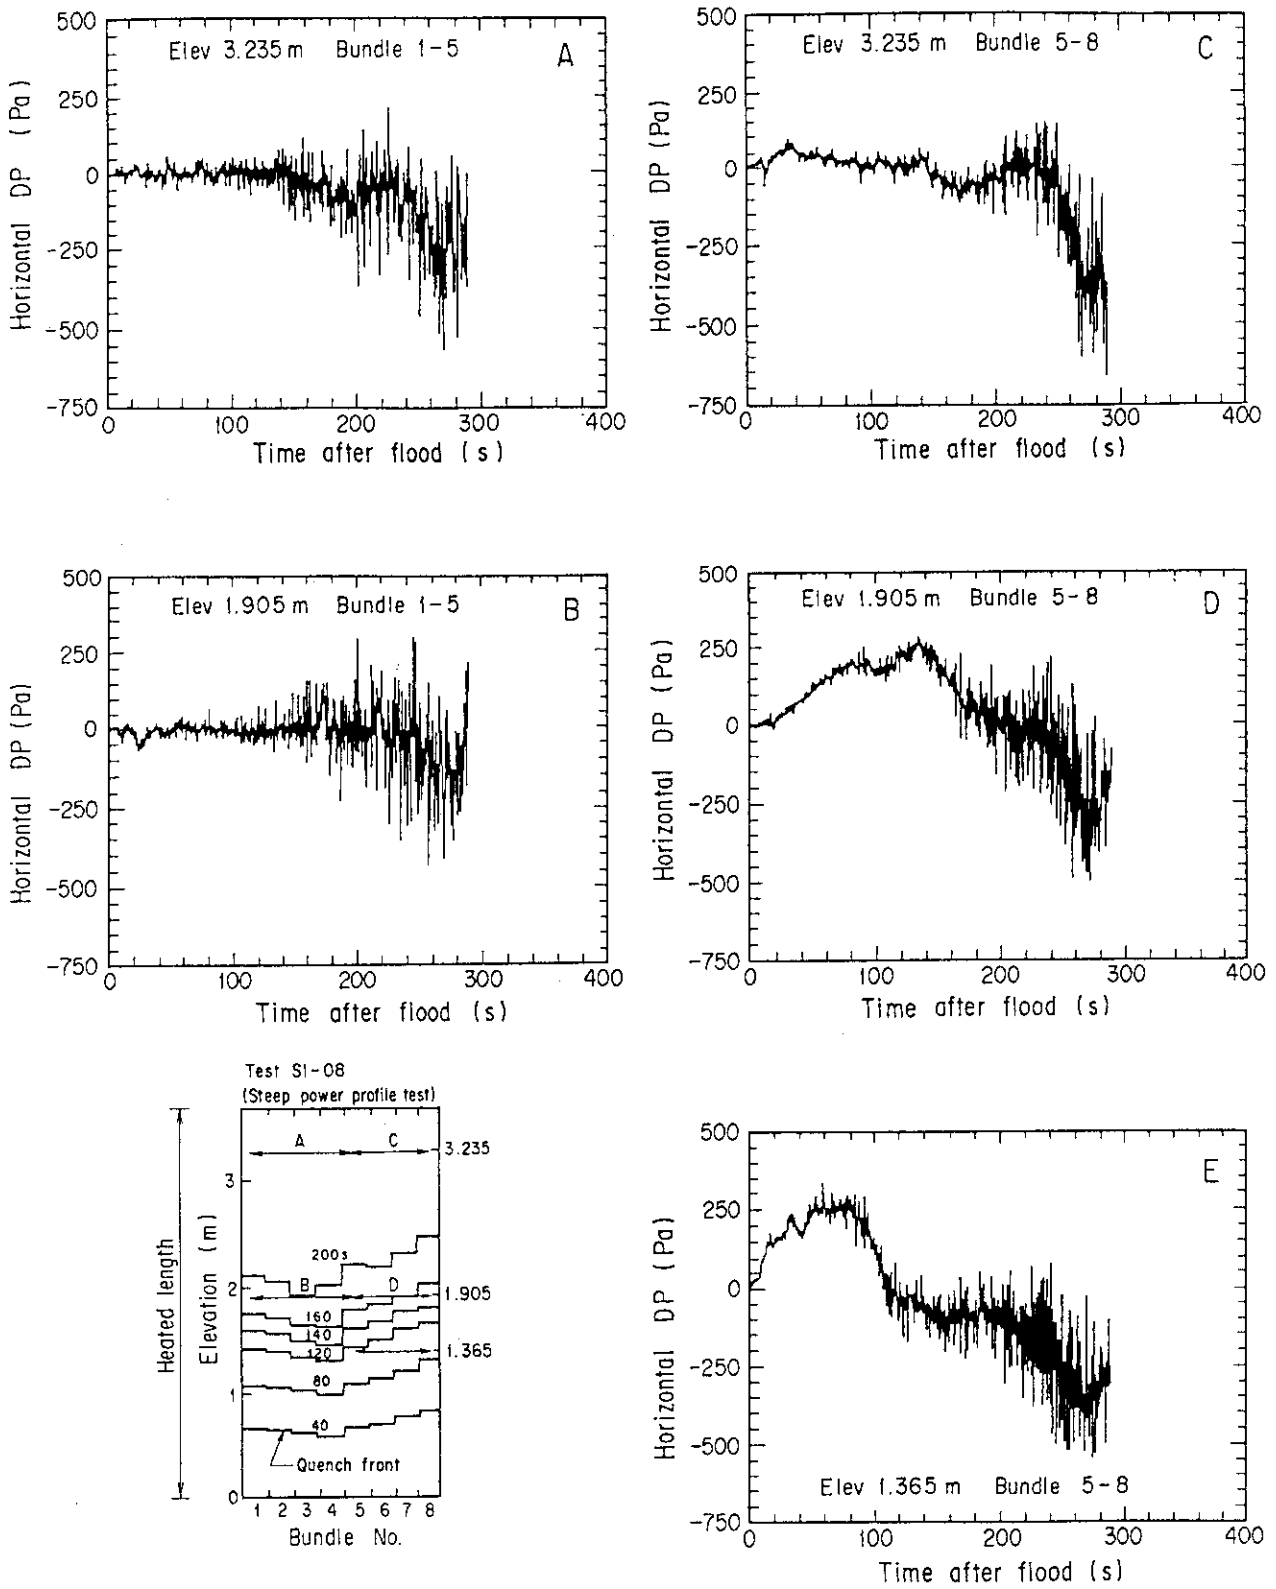 Elev 3.235 m Bundle 1-5
A
500
250
0
-250
-500
-750
Horizontal DP (Pa)
0 100 200 300 400
Time after flood (s)
Elev 3.235 m Bundle 5-8
C
500
250
0
-250
-500
-750
Horizontal DP (Pa)
0 100 200 300 400
Time after flood (s)
Elev 1.905 m Bundle 1-5
B
500
250
0
-250
-500
-750
Horizontal DP (Pa)
0 100 200 300 400
Time after flood (s)
Elev 1.905 m Bundle 5-8
D
500
250
0
-250
-500
-750
Horizontal DP (Pa)
0 100 200 300 400
Time after flood (s)
Test S1-08
(Steep power profile test)
A C
3.235
3
200s
2
B D
1.905
160
140
120
1.365
80
1
40
Quench front
0
1 2 3 4 5 6 7 8
Bundle No.
Heated length
Elevation (m)
E
500
250
0
-250
-500
-750
Horizontal DP (Pa)
Elev 1.365 m Bundle 5-8
0 100 200 300 400
Time after flood (s)